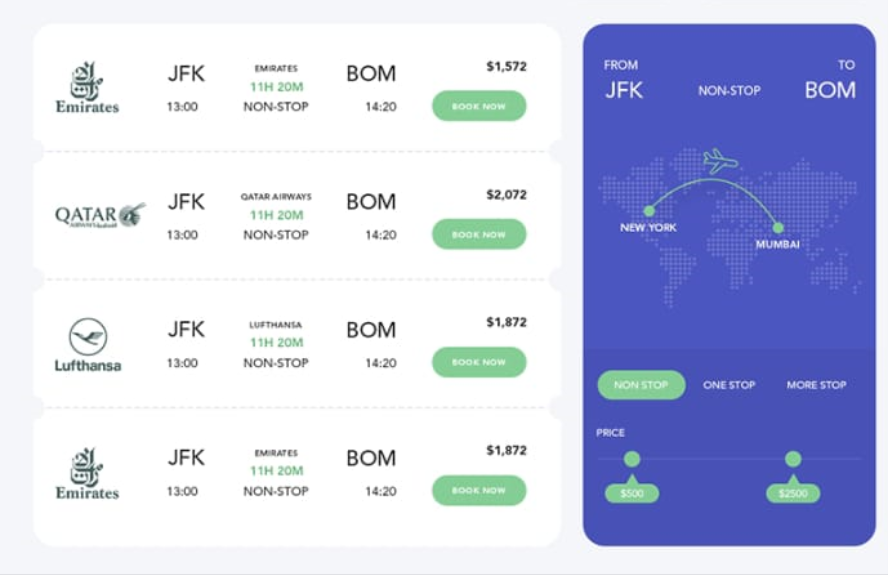 Emirates
JFK
13:00
EMIRATES
11H 20M
NON-STOP
BOM
14:20
$1,572
BOOK NOW
QATAR
JFK
13:00
QATAR AIRWAYS
11H 20M
NON-STOP
BOM
14:20
$2,072
BOOK NOW
Lufthansa
JFK
13:00
LUFTHANSA
11H 20M
NON-STOP
BOM
14:20
$1,872
BOOK NOW
Emirates
JFK
13:00
EMIRATES
11H 20M
NON-STOP
BOM
14:20
$1,872
BOOK NOW
FROM TO
JFK NON-STOP BOM
NEW YORK
MUMBAI
NON STOP ONE STOP MORE STOP
PRICE
$500 $2500